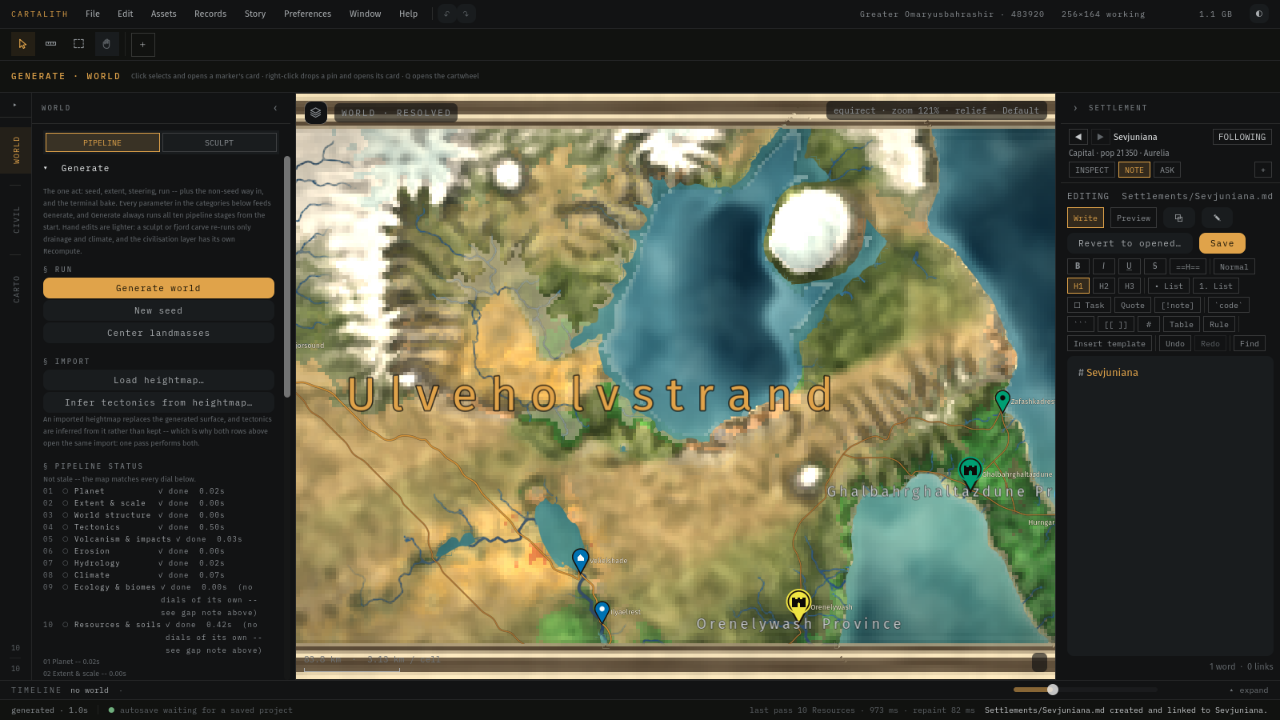 CARTALITH File Edit Assets Records Story Preferences Window Help
Greater Omaryusbahrashir · 483920 256×164 working 1.1 GB
GENERATE · WORLD Click selects and opens a marker's card · right-click drops a pin and opens its card · Q opens the cartwheel
WORLD
CIVIL
CARTO
10
10
WORLD
PIPELINE SCULPT
Generate
The one act: seed, extent, steering, run -- plus the non-seed way in,
and the terminal bake. Every parameter in the categories below feeds
Generate, and Generate always runs all ten pipeline stages from the
start. Hand edits are lighter: a sculpt or fjord carve re-runs only
drainage and climate, and the civilisation layer has its own
Recompute.
§ RUN
Generate world
New seed
Center landmasses
§ IMPORT
Load heightmap…
Infer tectonics from heightmap…
An imported heightmap replaces the generated surface, and tectonics
are inferred from it rather than kept -- which is why both rows above
open the same import: one pass performs both.
§ PIPELINE STATUS
Not stale -- the map matches every dial below.
01 ○ Planet √ done 0.02s
02 ○ Extent & scale √ done 0.00s
03 ○ World structure √ done 0.00s
04 ○ Tectonics √ done 0.50s
05 ○ Volcanism & impacts √ done 0.03s
06 ○ Erosion √ done 0.00s
07 ○ Hydrology √ done 0.02s
08 ○ Climate √ done 0.07s
09 ○ Ecology & biomes √ done 0.00s (no
dials of its own --
see gap note above)
10 ○ Resources & soils √ done 0.42s (no
dials of its own --
see gap note above)
01 Planet -- 0.02s
02 Extent & scale -- 0.00s
WORLD · RESOLVED
equirect · zoom 121% · relief · Default
Ulveholvstrand
Orenelywash
Orenelywash Province
SETTLEMENT
Sevjuniana FOLLOWING
Capital · pop 21350 · Aurelia
INSPECT NOTE ASK
EDITING Settlements/Sevjuniana.md
Write Preview
Revert to opened… Save
B I U S ==H== Normal
H1 H2 H3 • List 1. List
☐ Task Quote [!note] `code`
``` [[ ]] # Table Rule
Insert template Undo Redo Find
# Sevjuniana
1 word · 0 links
TIMELINE no world ·
expand
generated · 1.0s autosave waiting for a saved project
last pass 10 Resources · 973 ms · repaint 82 ms Settlements/Sevjuniana.md created and linked to Sevjuniana.